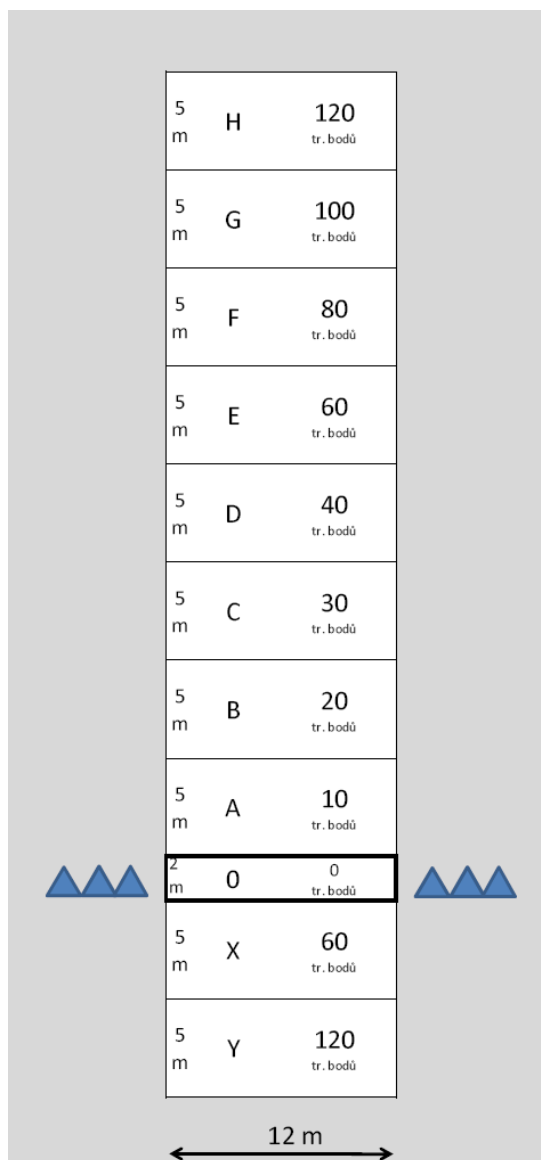 5 m H 120 tr. bodů
5 m G 100 tr. bodů
5 m F 80 tr. bodů
5 m E 60 tr. bodů
5 m D 40 tr. bodů
5 m C 30 tr. bodů
5 m B 20 tr. bodů
5 m A 10 tr. bodů
2 m 0 0 tr. bodů
5 m X 60 tr. bodů
5 m Y 120 tr. bodů
12 m